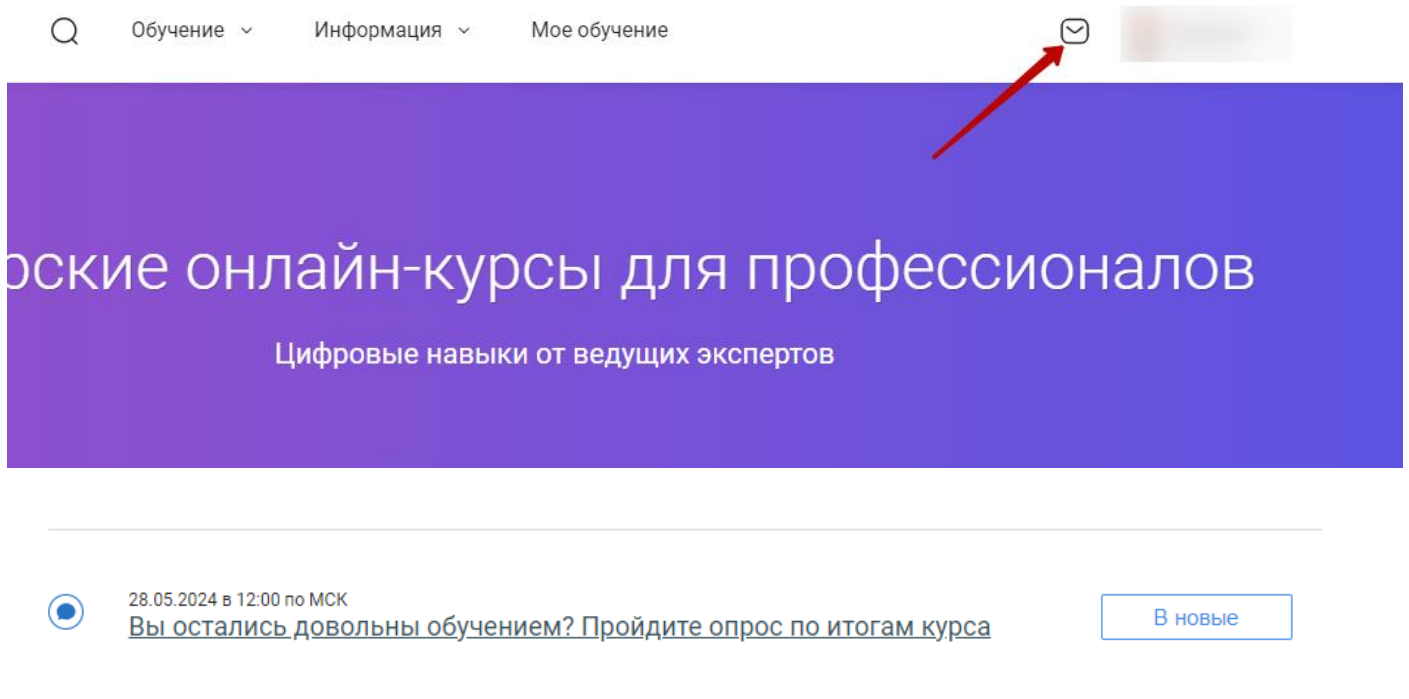 Обучение
Информация
Мое обучение
рские онлайн-курсы для профессионалов
Цифровые навыки от ведущих экспертов
28.05.2024 в 12:00 по МСК
Вы остались довольны обучением? Пройдите опрос по итогам курса
В новые